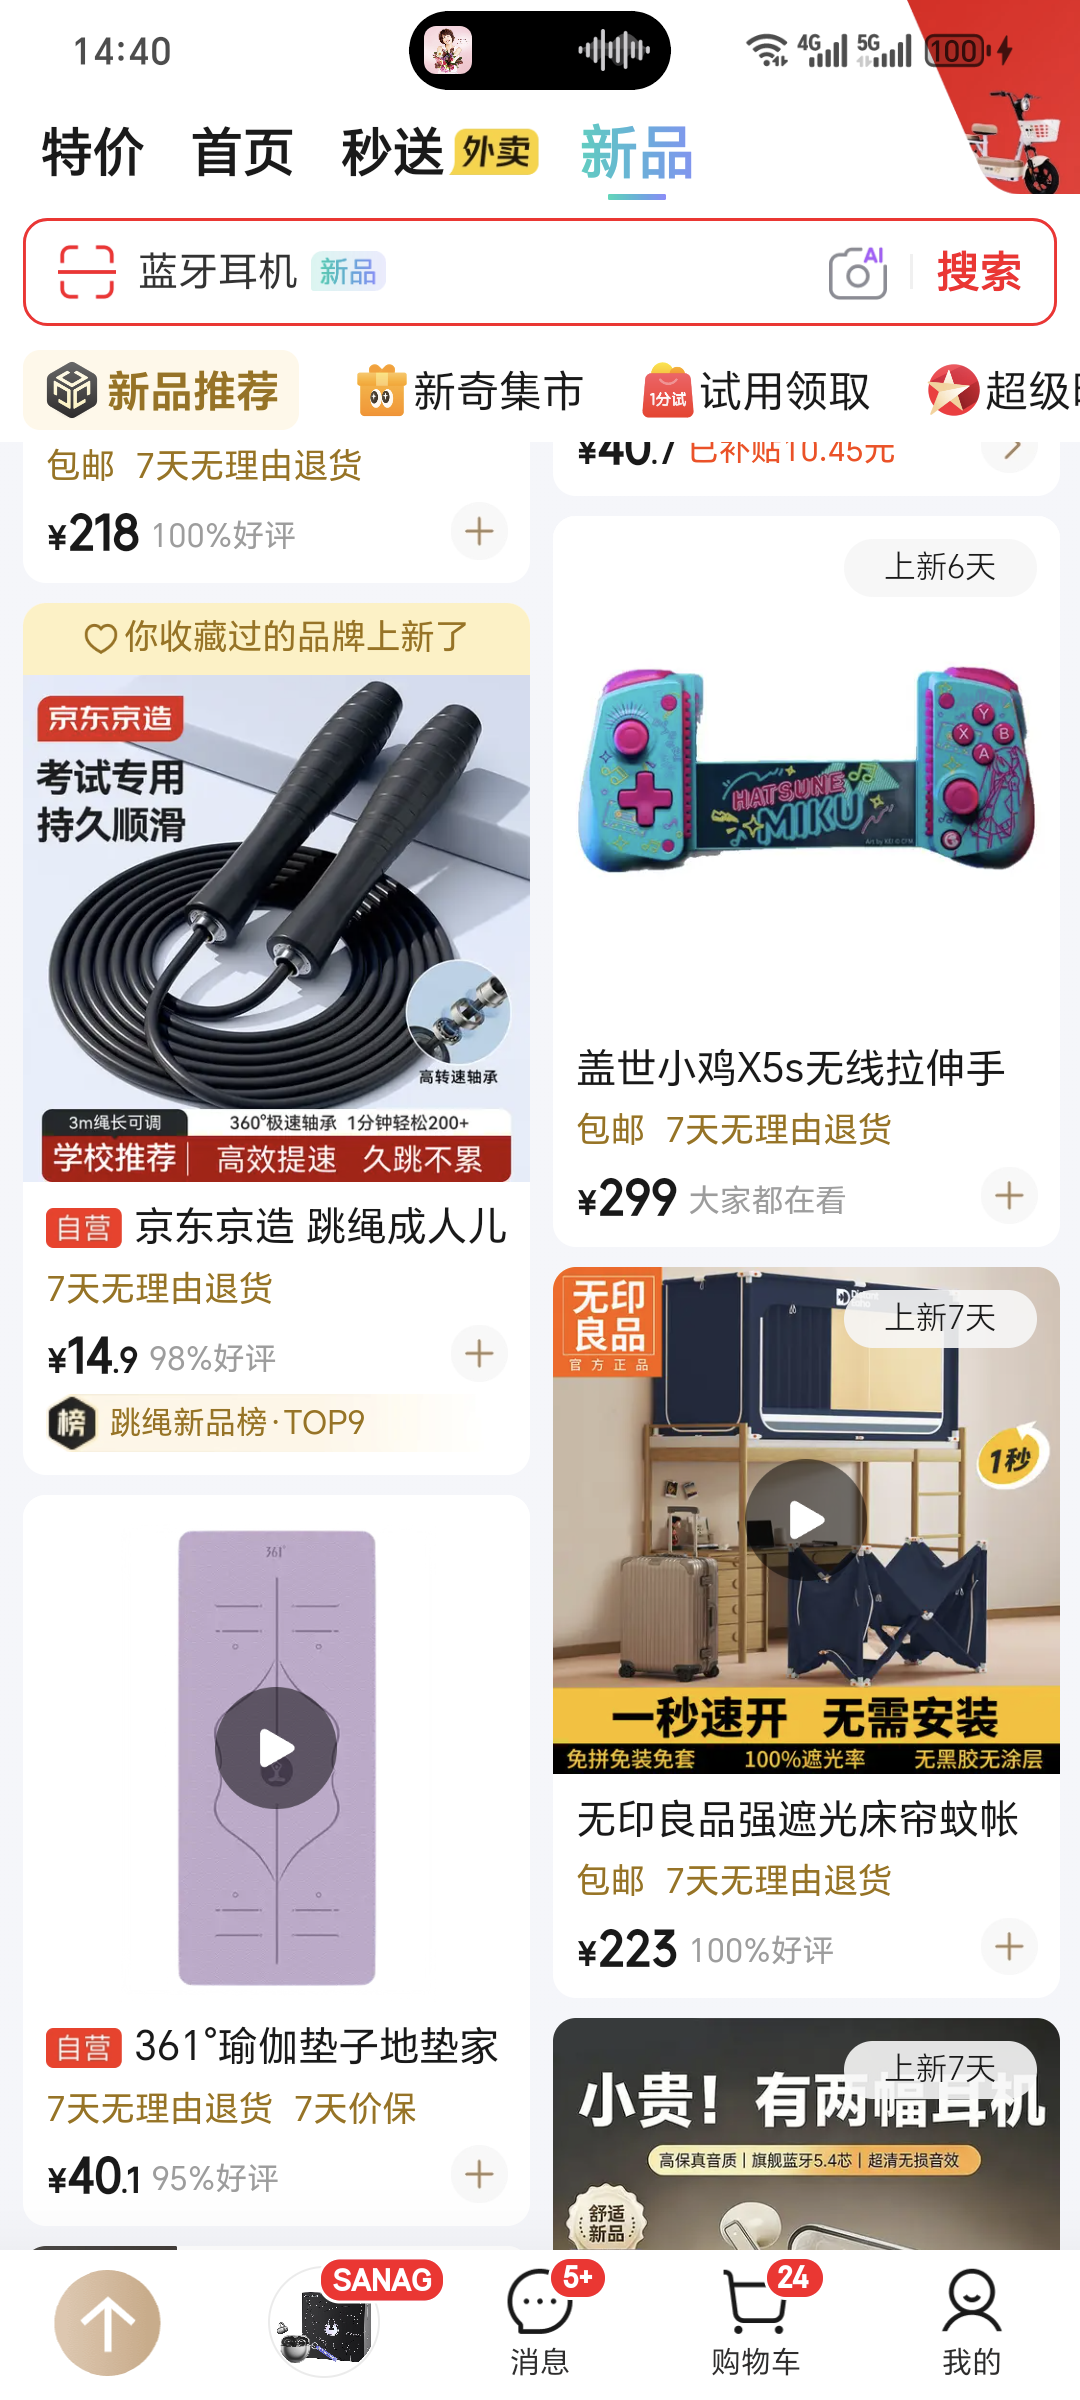 14:40
4G
5G
100
特价
首页
秒送
外卖
新品
蓝牙耳机
新品
AI
搜索
新品推荐
新奇集市
1分试
试用领取
超级
包邮 7天无理由退货
¥218 100%好评
你收藏过的品牌上新了
京东京造
考试专用
持久顺滑
高转速轴承
3m绳长可调
360°极速轴承 1分钟轻松200+
学校推荐
高效提速 久跳不累
自营 京东京造 跳绳成人儿
7天无理由退货
¥14.9 98%好评
榜 跳绳新品榜·TOP9
361°
自营 361°瑜伽垫子地垫家
7天无理由退货 7天价保
¥40.1 95%好评
¥40.7 已补贴10.45元
上新6天
HATSUNE
MIKU
Y
X
B
A
盖世小鸡X5s无线拉伸手
包邮 7天无理由退货
¥299 大家都在看
无印
良品
官方正品
上新7天
1秒
一秒速开 无需安装
免拼免装免套 100%遮光率 无黑胶无涂层
无印良品强遮光床帘蚊帐
包邮 7天无理由退货
¥223 100%好评
上新7天
小贵！有两幅耳机
高保真音质 | 旗舰蓝牙5.4芯 | 超清无损音效
舒适
新品
SANAG
5+
消息
24
购物车
我的